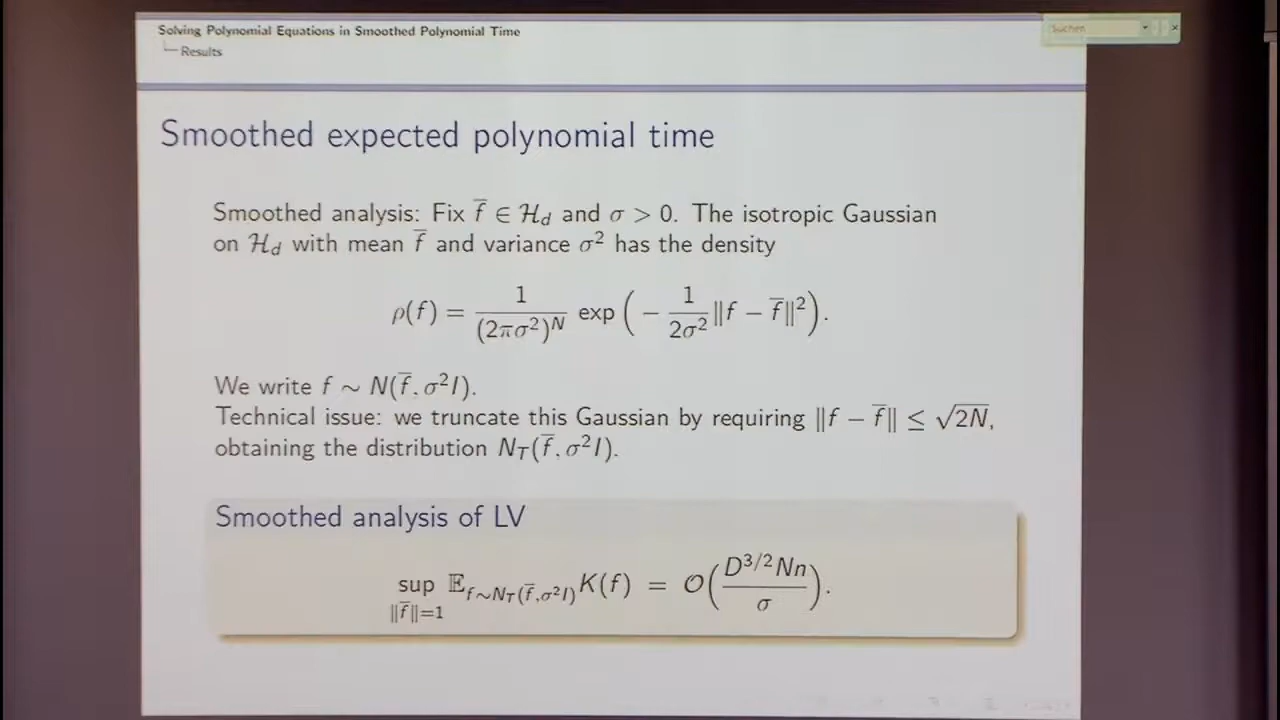 Solving Polynomial Equations in Smoothed Polynomial Time
Results
Suchen
Smoothed expected polynomial time
Smoothed analysis: Fix f̅ ∈ ℋ_d and σ > 0. The isotropic Gaussian
on ℋ_d with mean f̅ and variance σ² has the density
ρ(f) = 1/(2πσ²)^N exp ( − 1/(2σ²) ‖f − f̅‖² ).
We write f ∼ N(f̅, σ²I).
Technical issue: we truncate this Gaussian by requiring ‖f − f̅‖ ≤ √2N,
obtaining the distribution N_T(f̅, σ²I).
Smoothed analysis of LV
sup_{‖f̅‖=1} 𝔼_{f∼N_T(f̅,σ²I)} K(f) = 𝒪( D^{3/2}Nn / σ ).